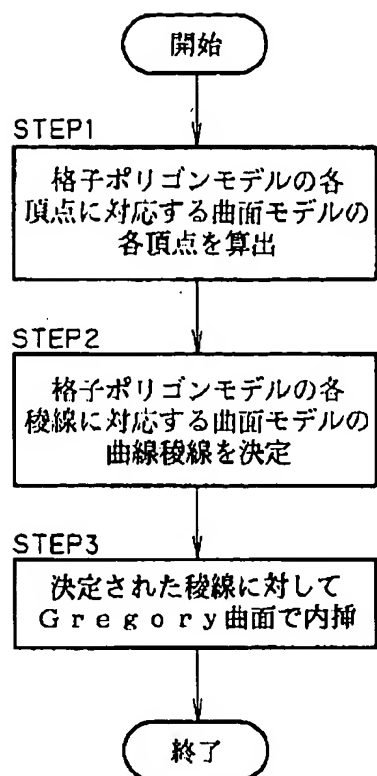 開始
STEP1
格子ポリゴンモデルの各
頂点に対応する曲面モデルの
各頂点を算出
STEP2
格子ポリゴンモデルの各
稜線に対応する曲面モデルの
曲線稜線を決定
STEP3
決定された稜線に対して
Gregory曲面で内挿
終了